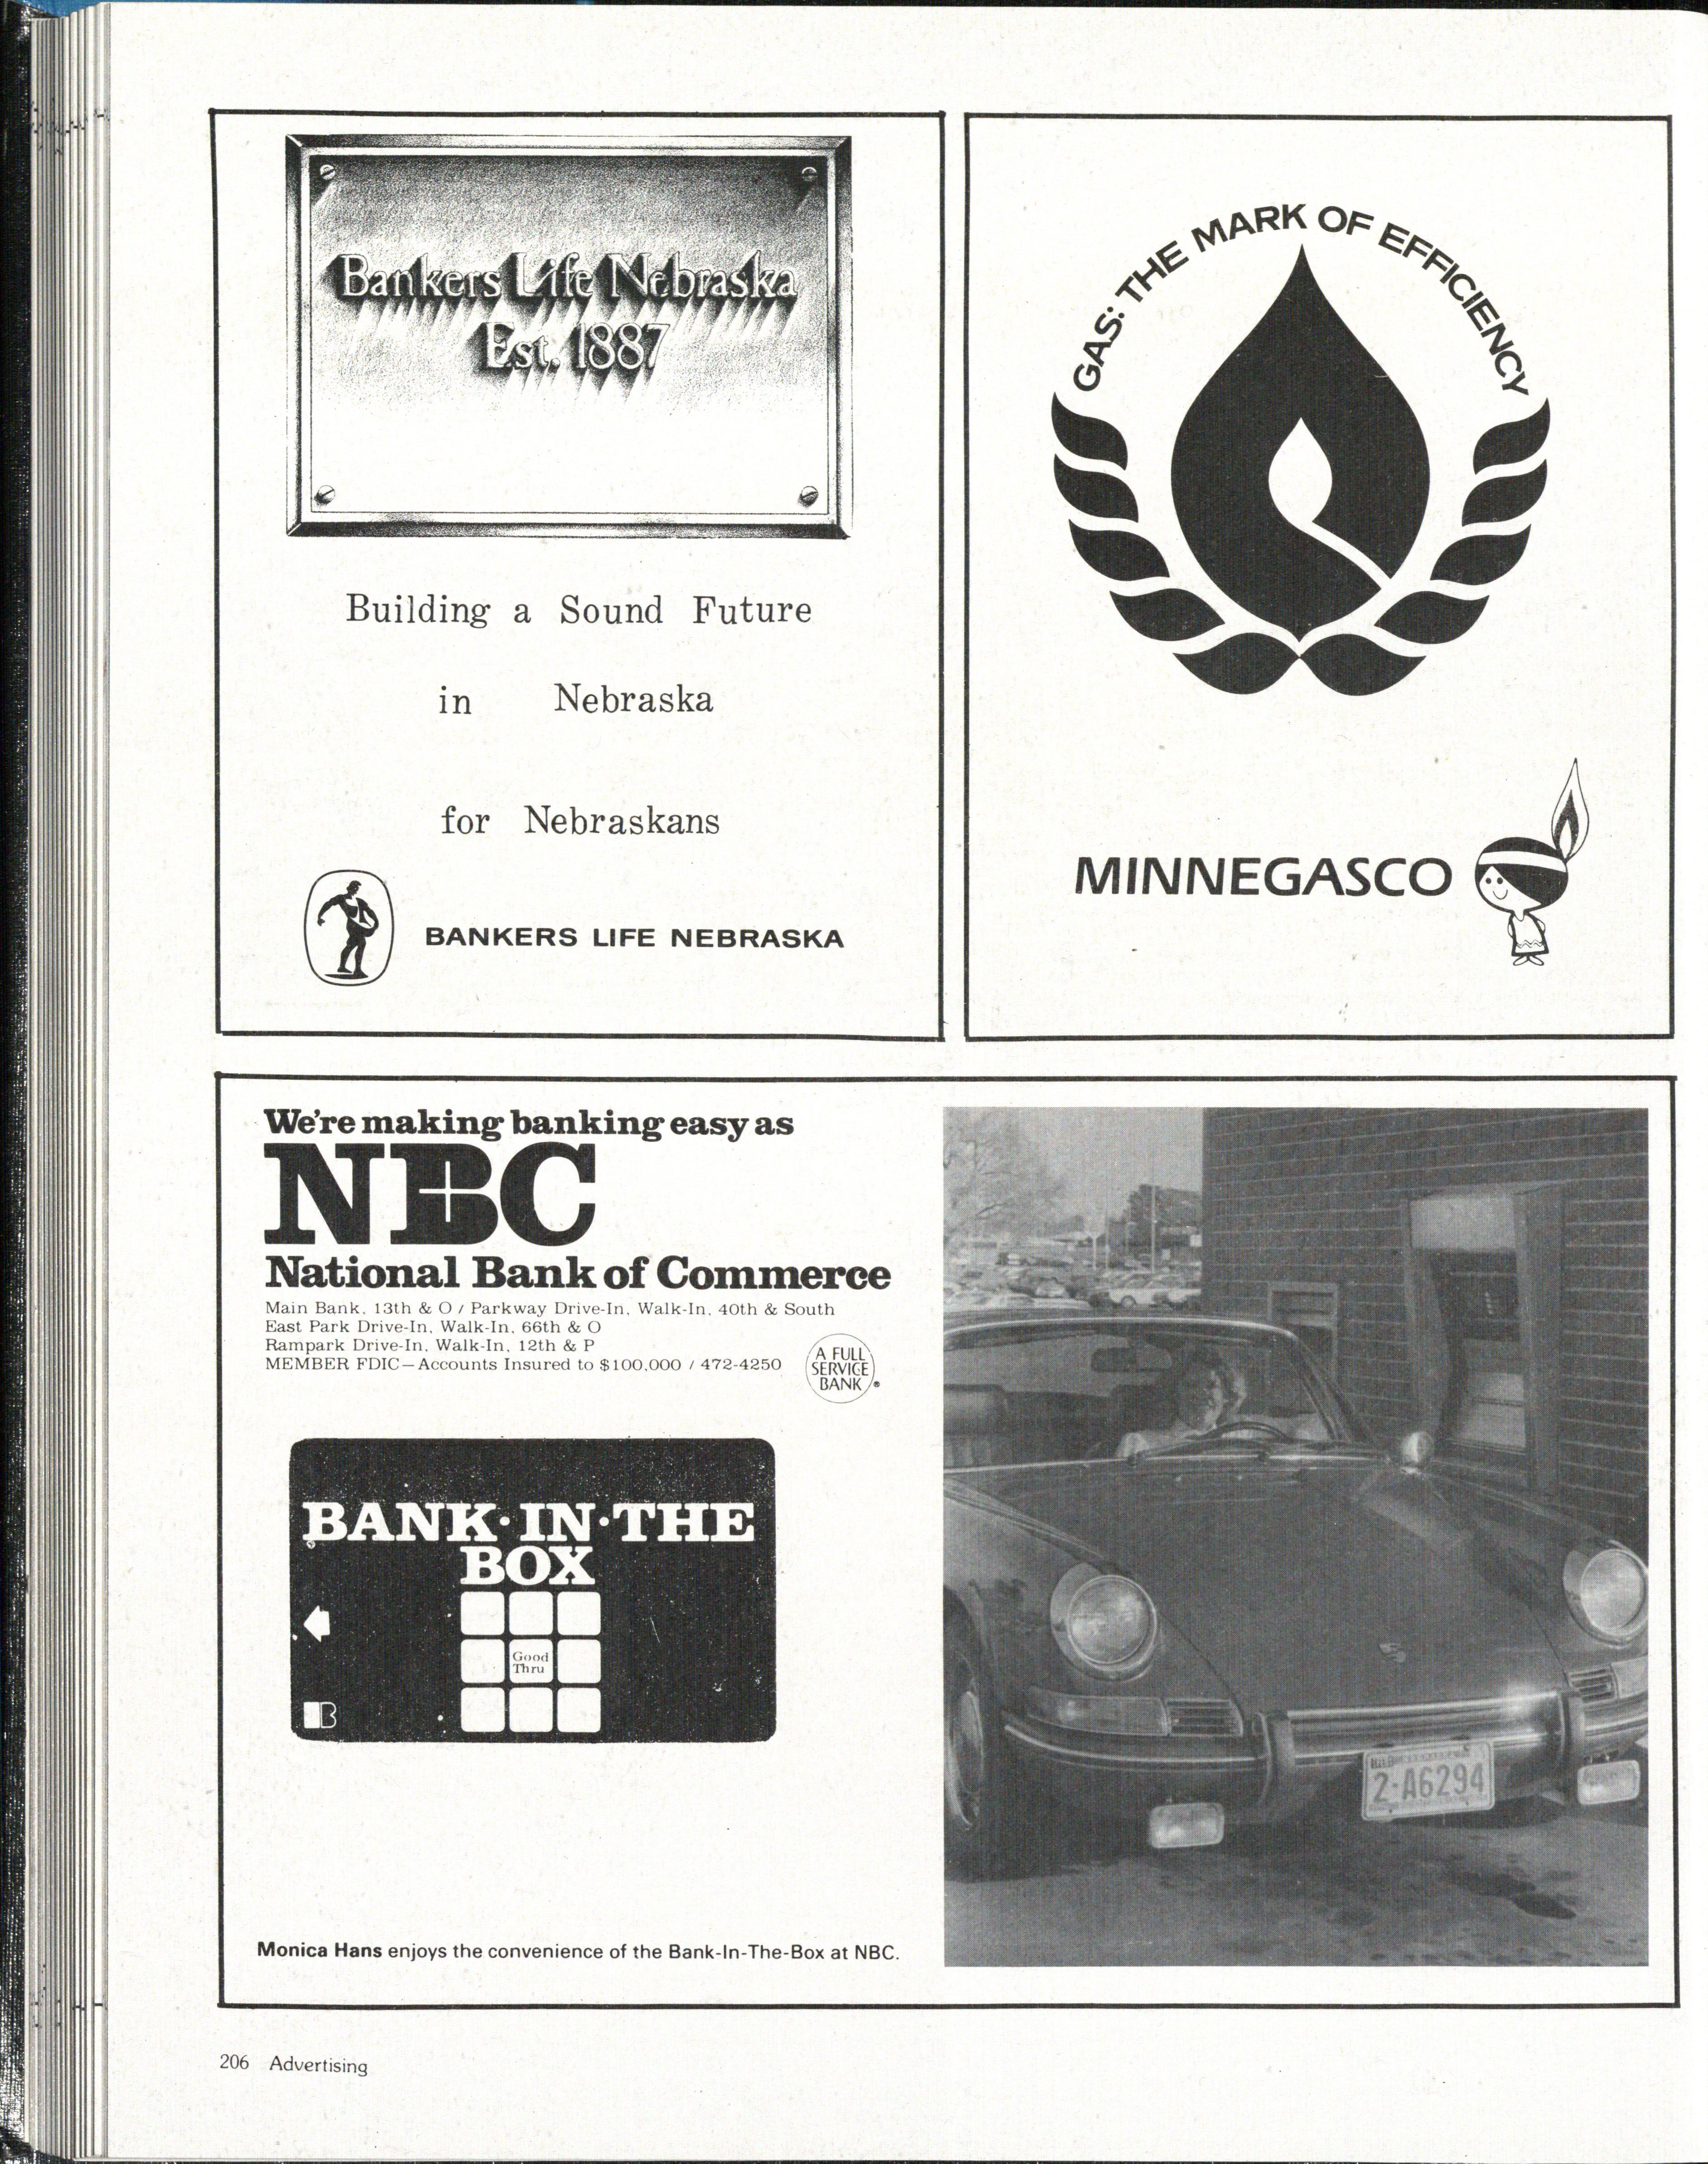 Bankers Life Nebraska
Est. 1887
Building a Sound Future
in Nebraska
for Nebraskans
BANKERS LIFE NEBRASKA
GAS: THE MARK OF EFFICIENCY
MINNEGASCO
We're making banking easy as
NBC
National Bank of Commerce
Main Bank, 13th & O / Parkway Drive-In, Walk-In, 40th & South
East Park Drive-In, Walk-In, 66th & O
Rampark Drive-In, Walk-In, 12th & P
MEMBER FDIC—Accounts Insured to $100,000 / 472-4250
A FULL
SERVICE
BANK ®
BANK·IN·THE
BOX
Good
Thru
B
2-A6294
Monica Hans enjoys the convenience of the Bank-In-The-Box at NBC.
206 Advertising